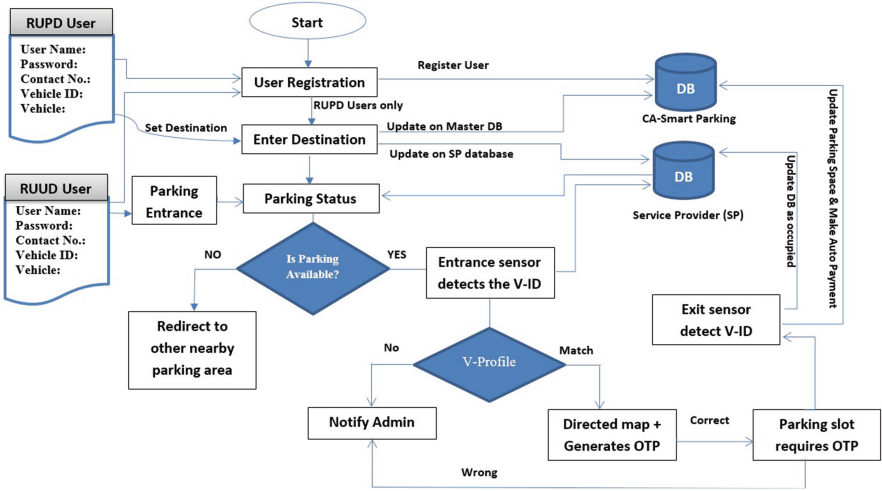 RUPD User
User Name:
Password:
Contact No.:
Vehicle ID:
Vehicle:
Start
User Registration
Register User
DB
CA-Smart Parking
RUPD Users only
Set Destination
Enter Destination
Update on Master DB
Update on SP database
DB
Service Provider (SP)
RUUD User
User Name:
Password:
Contact No.:
Vehicle ID:
Vehicle:
Parking
Entrance
Parking Status
Is Parking
Available?
NO
YES
Redirect to
other nearby
parking area
Entrance sensor
detects the V-ID
Update DB as occupied
Update Parking Space & Make Auto Payment
Exit sensor
detect V-ID
V-Profile
No
Match
Notify Admin
Directed map +
Generates OTP
Correct
Parking slot
requires OTP
Wrong